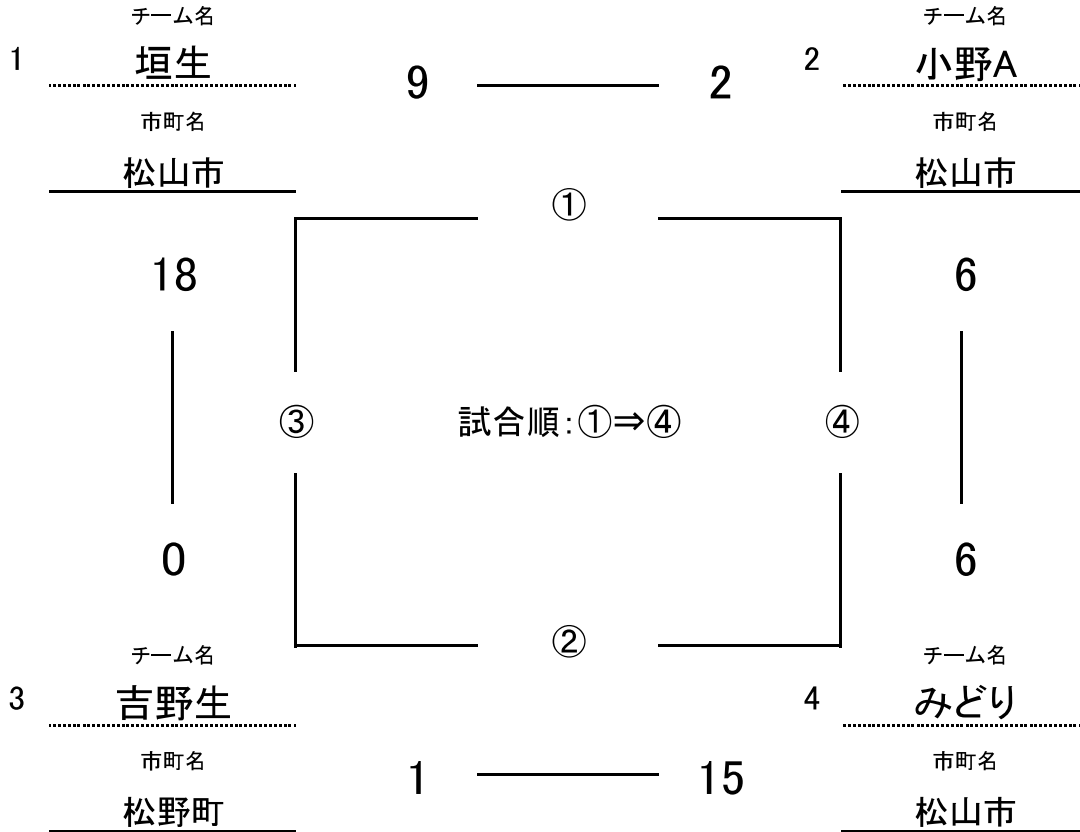 チーム名 チーム名
1 垣生 9 2 2 小野A
市町名 市町名
松山市 松山市
①
18 6
③ 試合順:①⇒④ ④
0 6
②
チーム名 チーム名
3 吉野生 4 みどり
市町名 市町名
1 15
松野町 松山市